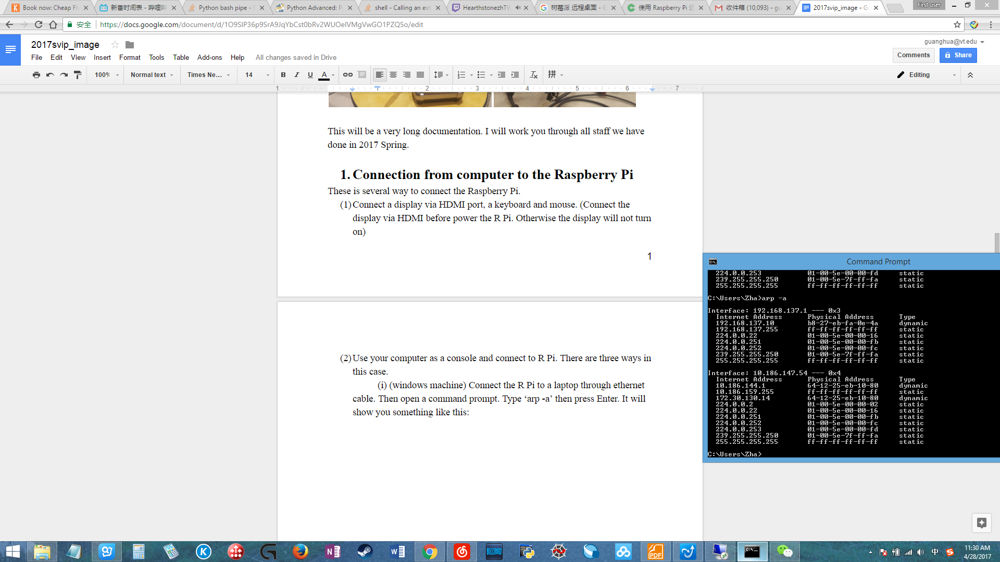 Book now: Cheap Fl
新番时间表 - 哔哩哔
Python bash pipe - S
Python Advanced: P
shell - Calling an ext
HearthstonezhTW
树莓派 远程桌面 - G
使用 Raspberry Pi 远
收件箱 (10,093) - gu
2017svip_image - G
First user
安全
https://docs.google.com/document/d/1O9SIP36p9SrA9JqYbCst0bRv2WUOelVMgVwGO1PZQ5o/edit
2017svip_image
guanghua@vt.edu
File Edit View Insert Format Tools Table Add-ons Help All changes saved in Drive
Comments
Share
100%
Normal text
Times Ne...
14
B I U A
拼
Editing
1 1 2 3 4 5 6 7
This will be a very long documentation. I will work you through all staff we have
done in 2017 Spring.
1. Connection from computer to the Raspberry Pi
These is several way to connect the Raspberry Pi.
(1) Connect a display via HDMI port, a keyboard and mouse. (Connect the
display via HDMI before power the R Pi. Otherwise the display will not turn
on)
1
(2) Use your computer as a console and connect to R Pi. There are three ways in
this case.
(i) (windows machine) Connect the R Pi to a laptop through ethernet
cable. Then open a command prompt. Type ‘arp -a’ then press Enter. It will
show you something like this:
Command Prompt
224.0.0.253 01-00-5e-00-00-fd static
239.255.255.250 01-00-5e-7f-ff-fa static
255.255.255.255 ff-ff-ff-ff-ff-ff static
C:\Users\Zha>arp -a
Interface: 192.168.137.1 --- 0x3
Internet Address Physical Address Type
192.168.137.10 b8-27-eb-fa-0e-4a dynamic
192.168.137.255 ff-ff-ff-ff-ff-ff static
224.0.0.22 01-00-5e-00-00-16 static
224.0.0.251 01-00-5e-00-00-fb static
224.0.0.252 01-00-5e-00-00-fc static
239.255.255.250 01-00-5e-7f-ff-fa static
255.255.255.255 ff-ff-ff-ff-ff-ff static
Interface: 10.186.147.54 --- 0x4
Internet Address Physical Address Type
10.186.144.1 64-12-25-eb-10-80 dynamic
10.186.159.255 ff-ff-ff-ff-ff-ff static
172.30.130.14 64-12-25-eb-10-80 dynamic
224.0.0.2 01-00-5e-00-00-02 static
224.0.0.22 01-00-5e-00-00-16 static
224.0.0.251 01-00-5e-00-00-fb static
224.0.0.252 01-00-5e-00-00-fc static
224.0.0.253 01-00-5e-00-00-fd static
239.255.255.250 01-00-5e-7f-ff-fa static
255.255.255.255 ff-ff-ff-ff-ff-ff static
C:\Users\Zha>
BLIZZARD
PDF
中
11:30 AM
4/28/2017